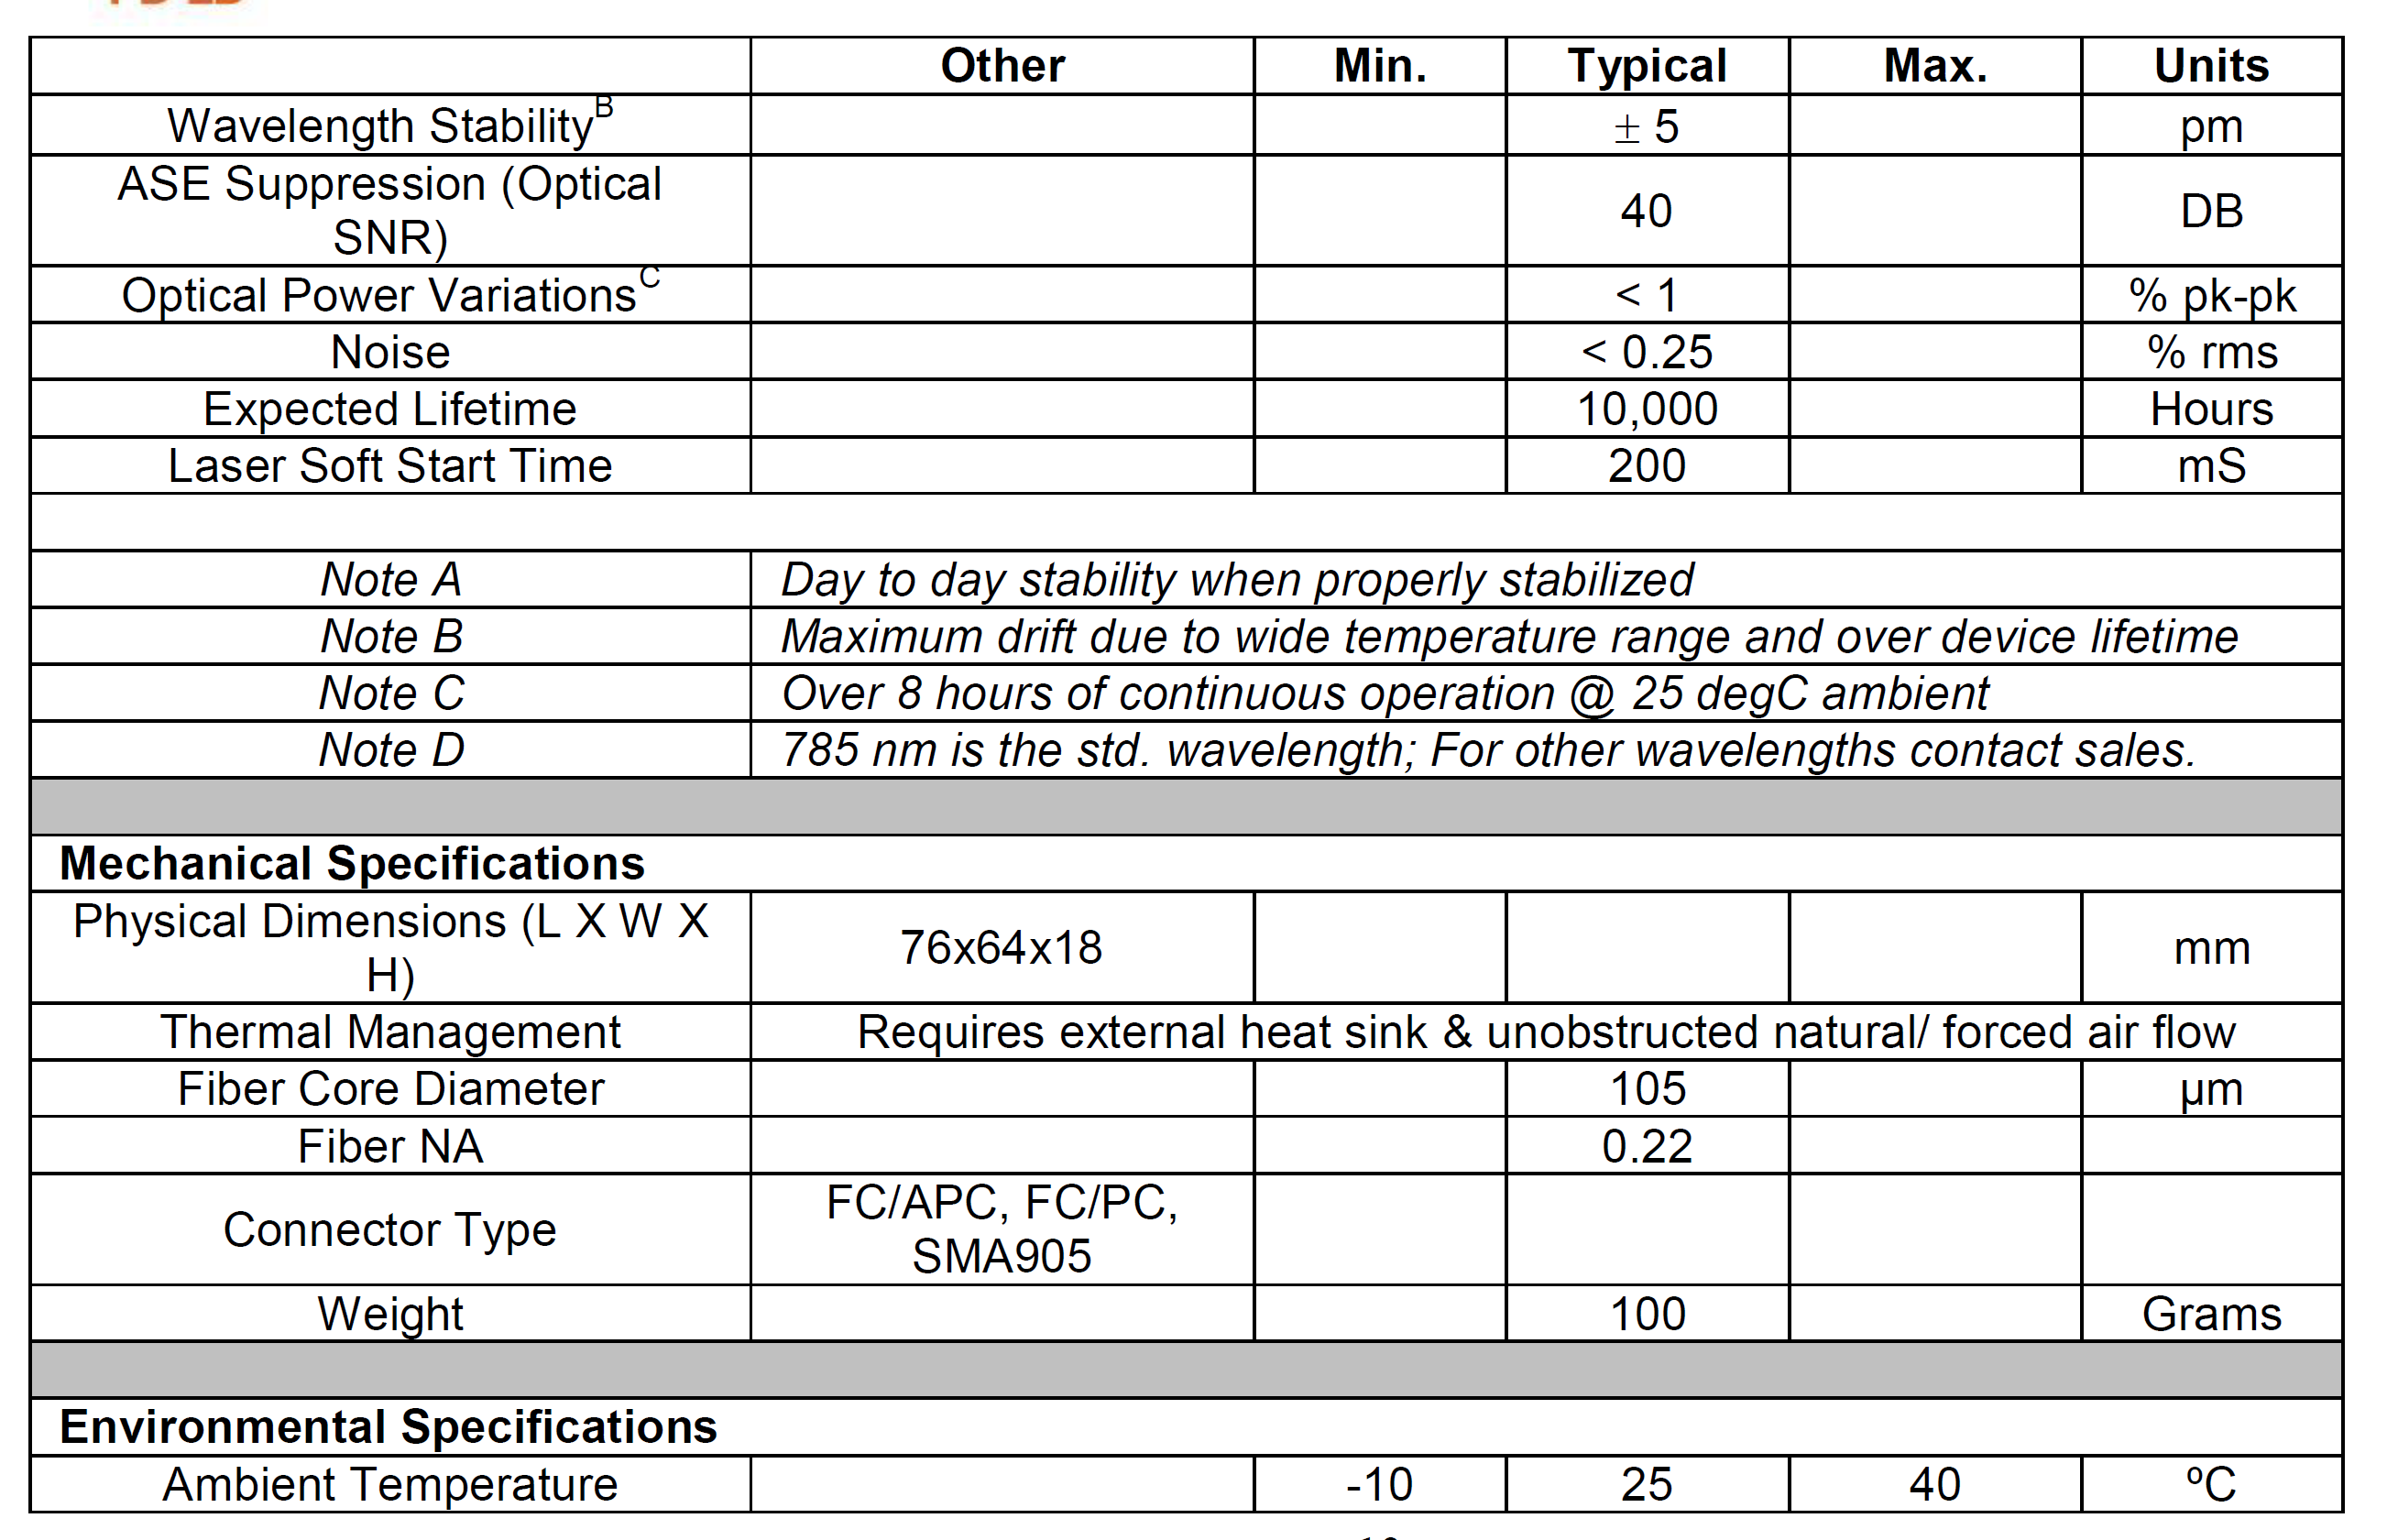 Other Min. Typical Max. Units
Wavelength Stability^B ± 5 pm
ASE Suppression (Optical
SNR) 40 DB
Optical Power Variations^C < 1 % pk-pk
Noise < 0.25 % rms
Expected Lifetime 10,000 Hours
Laser Soft Start Time 200 mS
Note A Day to day stability when properly stabilized
Note B Maximum drift due to wide temperature range and over device lifetime
Note C Over 8 hours of continuous operation @ 25 degC ambient
Note D 785 nm is the std. wavelength; For other wavelengths contact sales.
Mechanical Specifications
Physical Dimensions (L X W X
H) 76x64x18 mm
Thermal Management Requires external heat sink & unobstructed natural/ forced air flow
Fiber Core Diameter 105 µm
Fiber NA 0.22
Connector Type FC/APC, FC/PC,
SMA905
Weight 100 Grams
Environmental Specifications
Ambient Temperature -10 25 40 ºC